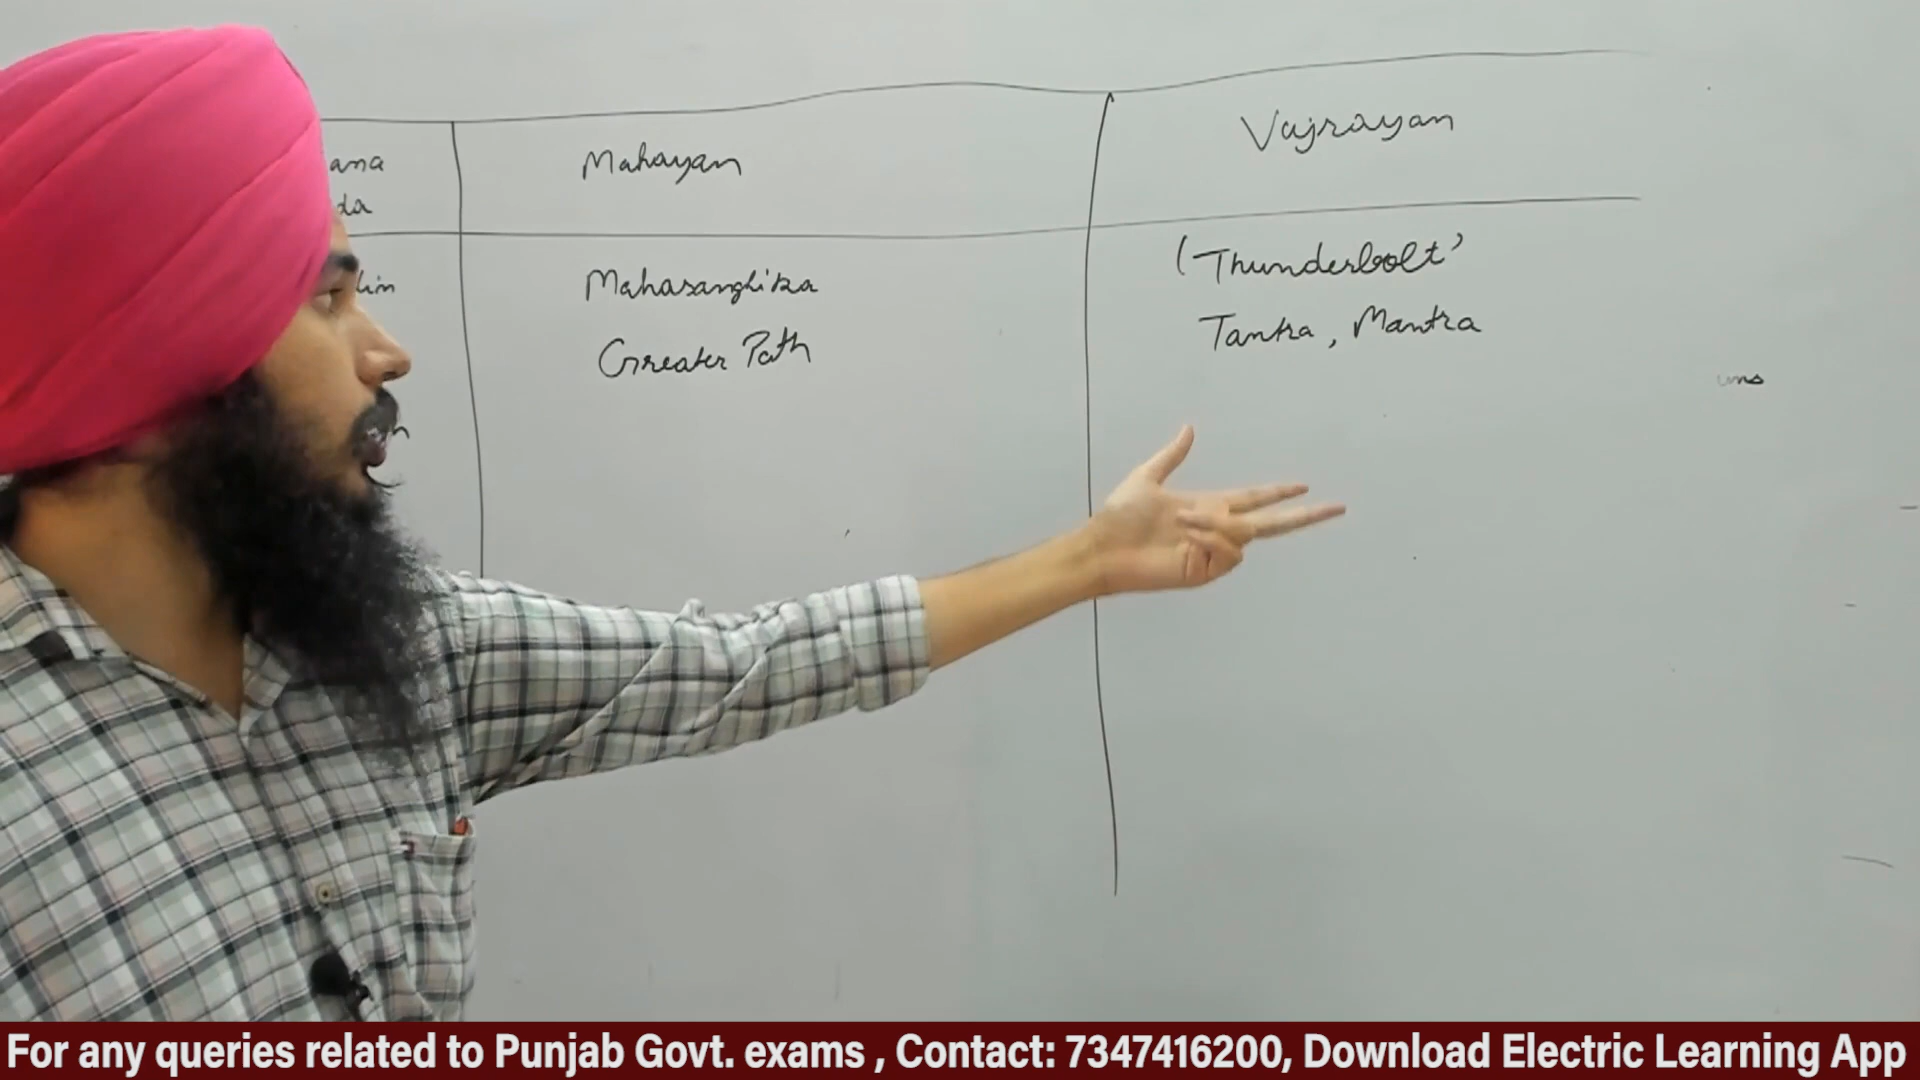 ana Mahayan Vajrayan
da
lin Mahasanghika (Thunderbolt'
Greater Path Tantra, Mantra
For any queries related to Punjab Govt. exams , Contact: 7347416200, Download Electric Learning App